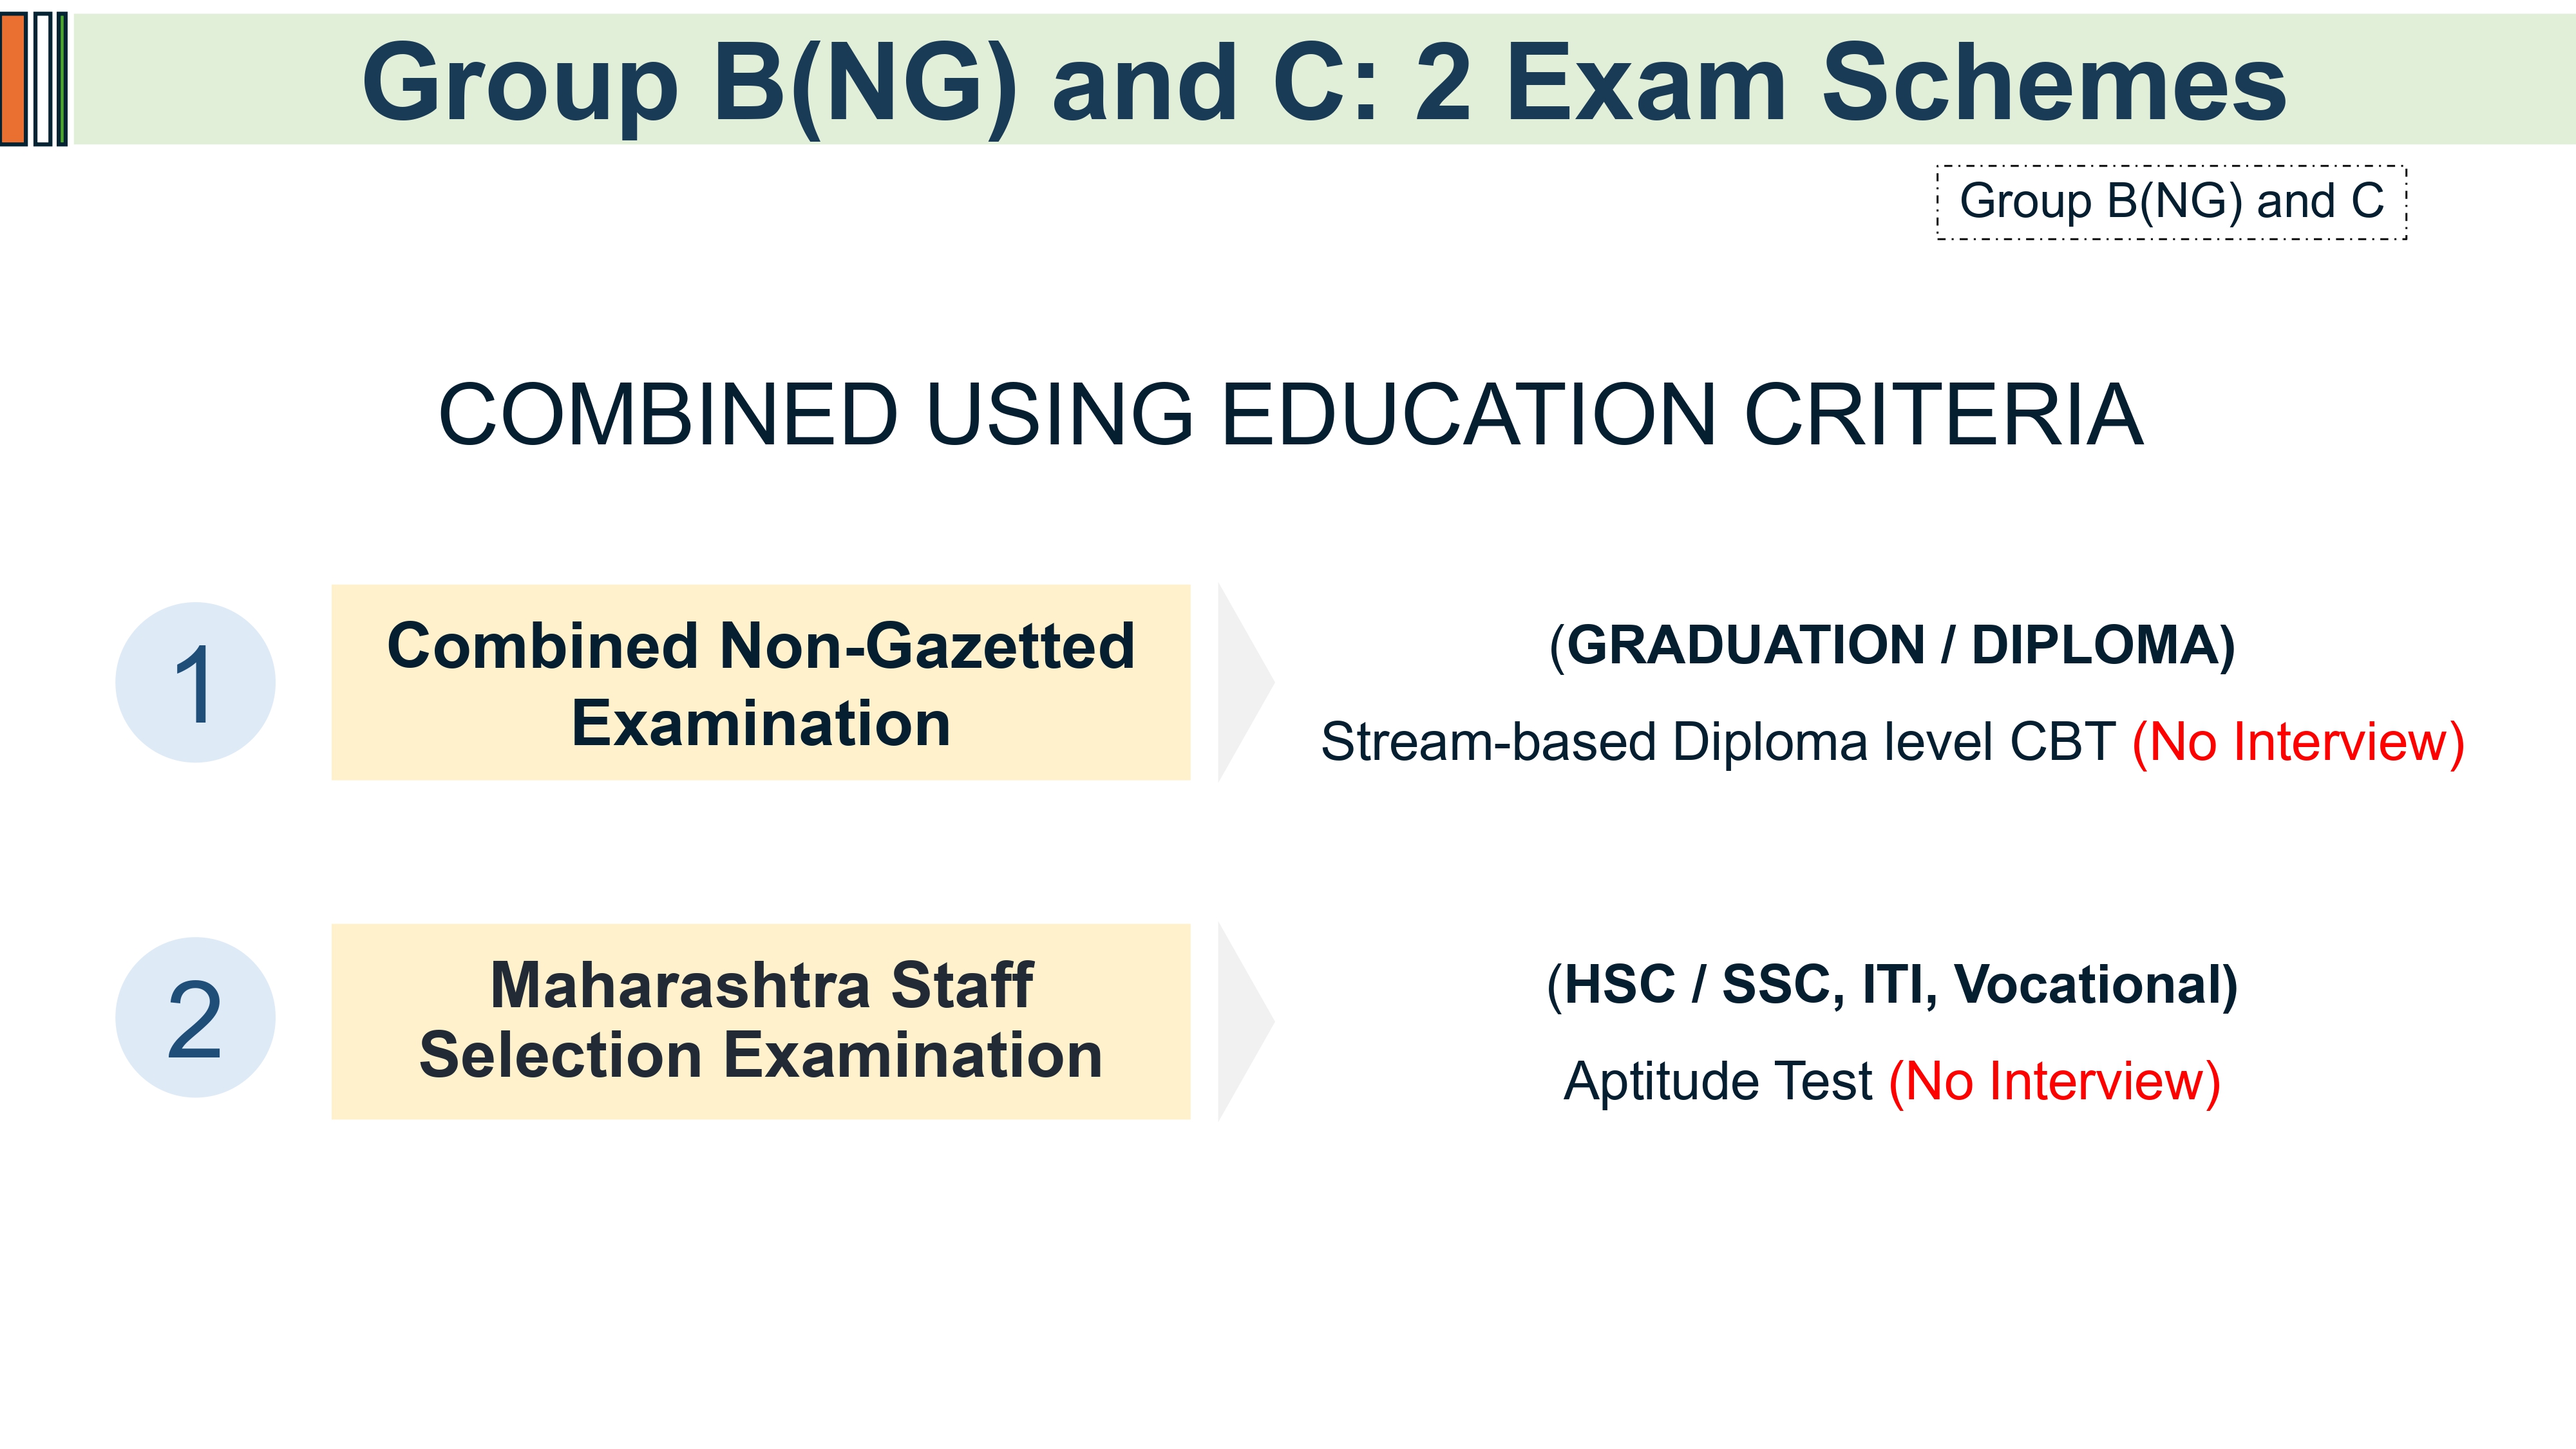 Group B(NG) and C: 2 Exam Schemes
Group B(NG) and C
COMBINED USING EDUCATION CRITERIA
1
Combined Non-Gazetted
Examination
(GRADUATION / DIPLOMA)
Stream-based Diploma level CBT (No Interview)
2
Maharashtra Staff
Selection Examination
(HSC / SSC, ITI, Vocational)
Aptitude Test (No Interview)